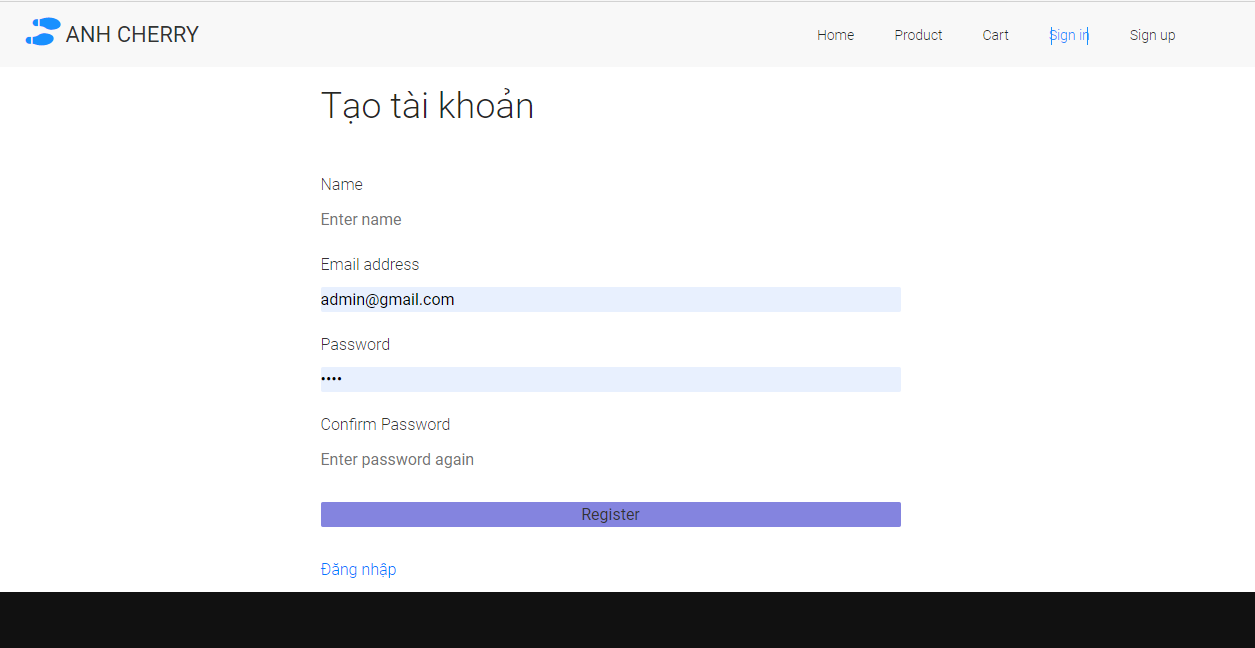 ANH CHERRY
Home Product Cart Sign in Sign up
Tạo tài khoản
Name
Enter name
Email address
admin@gmail.com
Password
••••
Confirm Password
Enter password again
Register
Đăng nhập